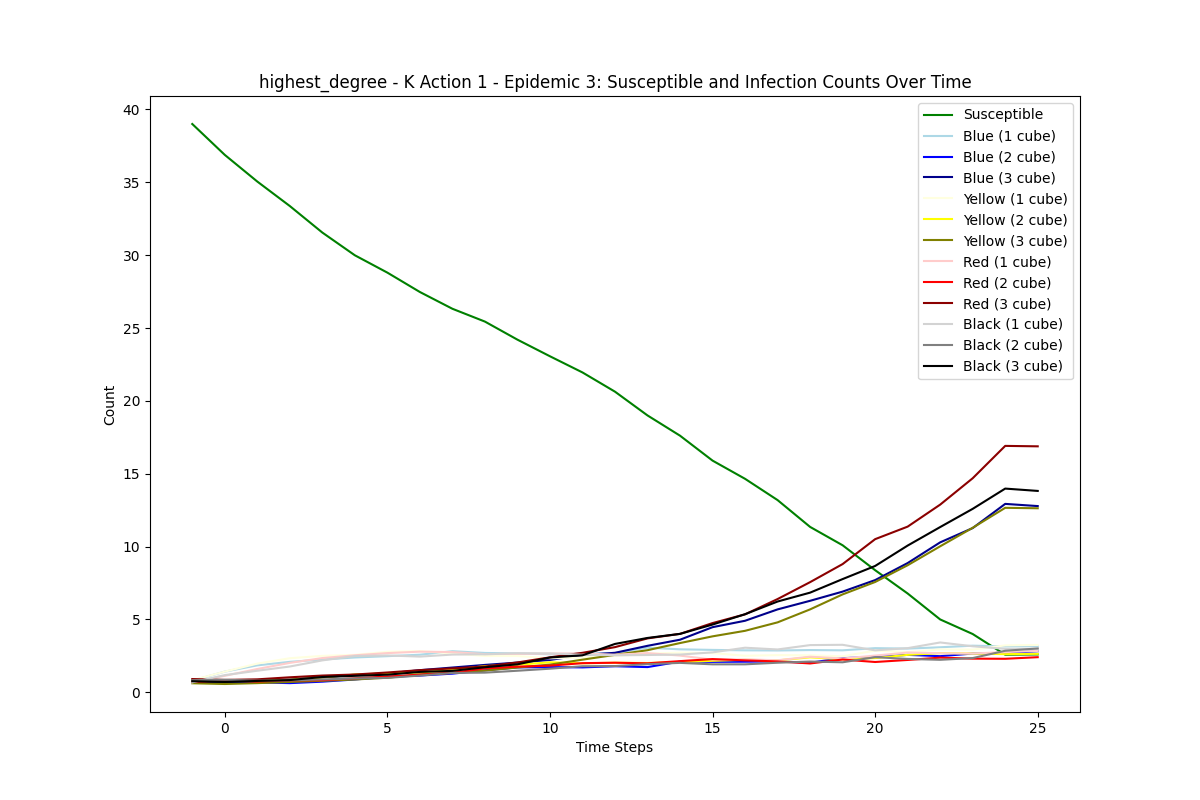 highest_degree - K Action 1 - Epidemic 3: Susceptible and Infection Counts Over Time
40
35
30
25
20
15
10
5
0
Count
Susceptible
Blue (1 cube)
Blue (2 cube)
Blue (3 cube)
Yellow (1 cube)
Yellow (2 cube)
Yellow (3 cube)
Red (1 cube)
Red (2 cube)
Red (3 cube)
Black (1 cube)
Black (2 cube)
Black (3 cube)
0 5 10 15 20 25
Time Steps